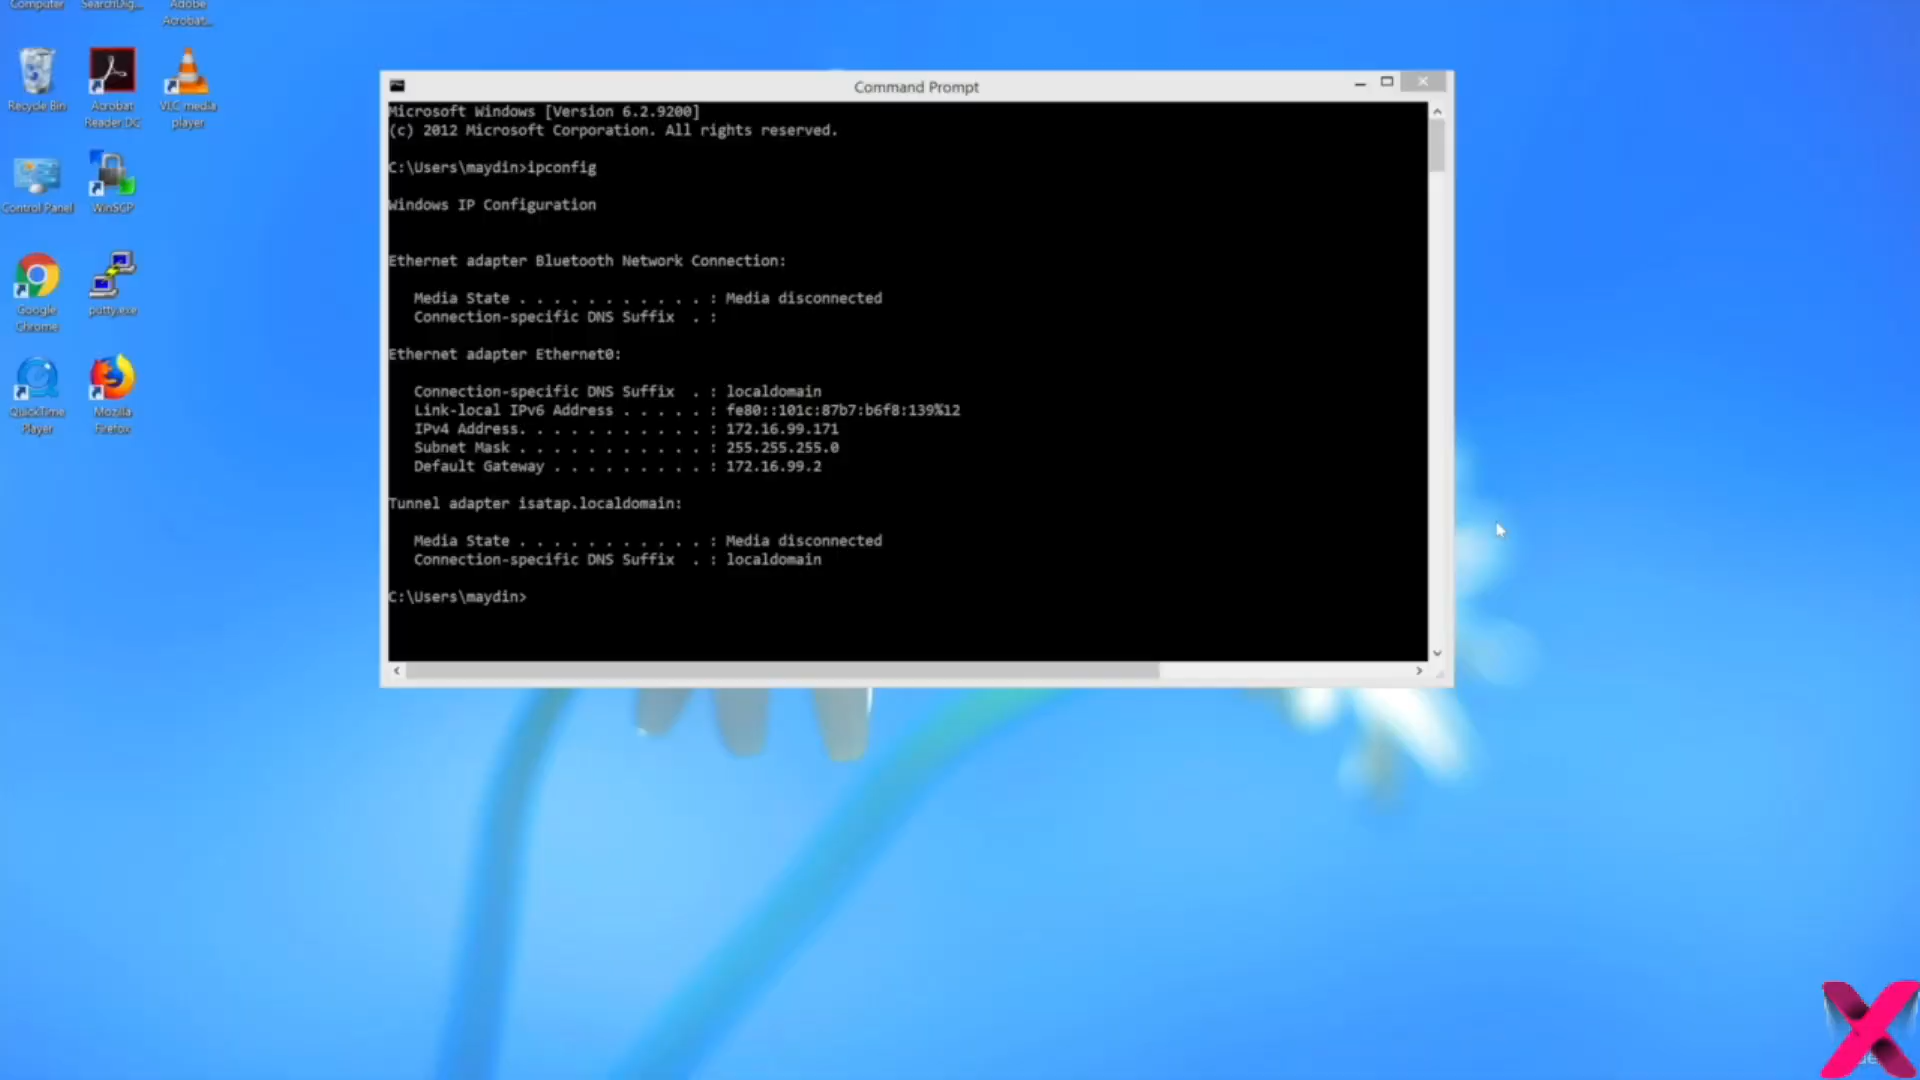 Computer
SearchDig...
Adobe
Acrobat...
Recycle Bin
Acrobat
Reader DC
VLC media
player
Control Panel
WinSCP
Google
Chrome
putty.exe
QuickTime
Player
Mozilla
Firefox
Command Prompt
Microsoft Windows [Version 6.2.9200]
(c) 2012 Microsoft Corporation. All rights reserved.
C:\Users\maydin>ipconfig
Windows IP Configuration
Ethernet adapter Bluetooth Network Connection:
Media State . . . . . . . . . . . : Media disconnected
Connection-specific DNS Suffix  . :
Ethernet adapter Ethernet0:
Connection-specific DNS Suffix  . : localdomain
Link-local IPv6 Address . . . . . : fe80::101c:87b7:b6f8:139%12
IPv4 Address. . . . . . . . . . . : 172.16.99.171
Subnet Mask . . . . . . . . . . . : 255.255.255.0
Default Gateway . . . . . . . . . : 172.16.99.2
Tunnel adapter isatap.localdomain:
Media State . . . . . . . . . . . : Media disconnected
Connection-specific DNS Suffix  . : localdomain
C:\Users\maydin>
X